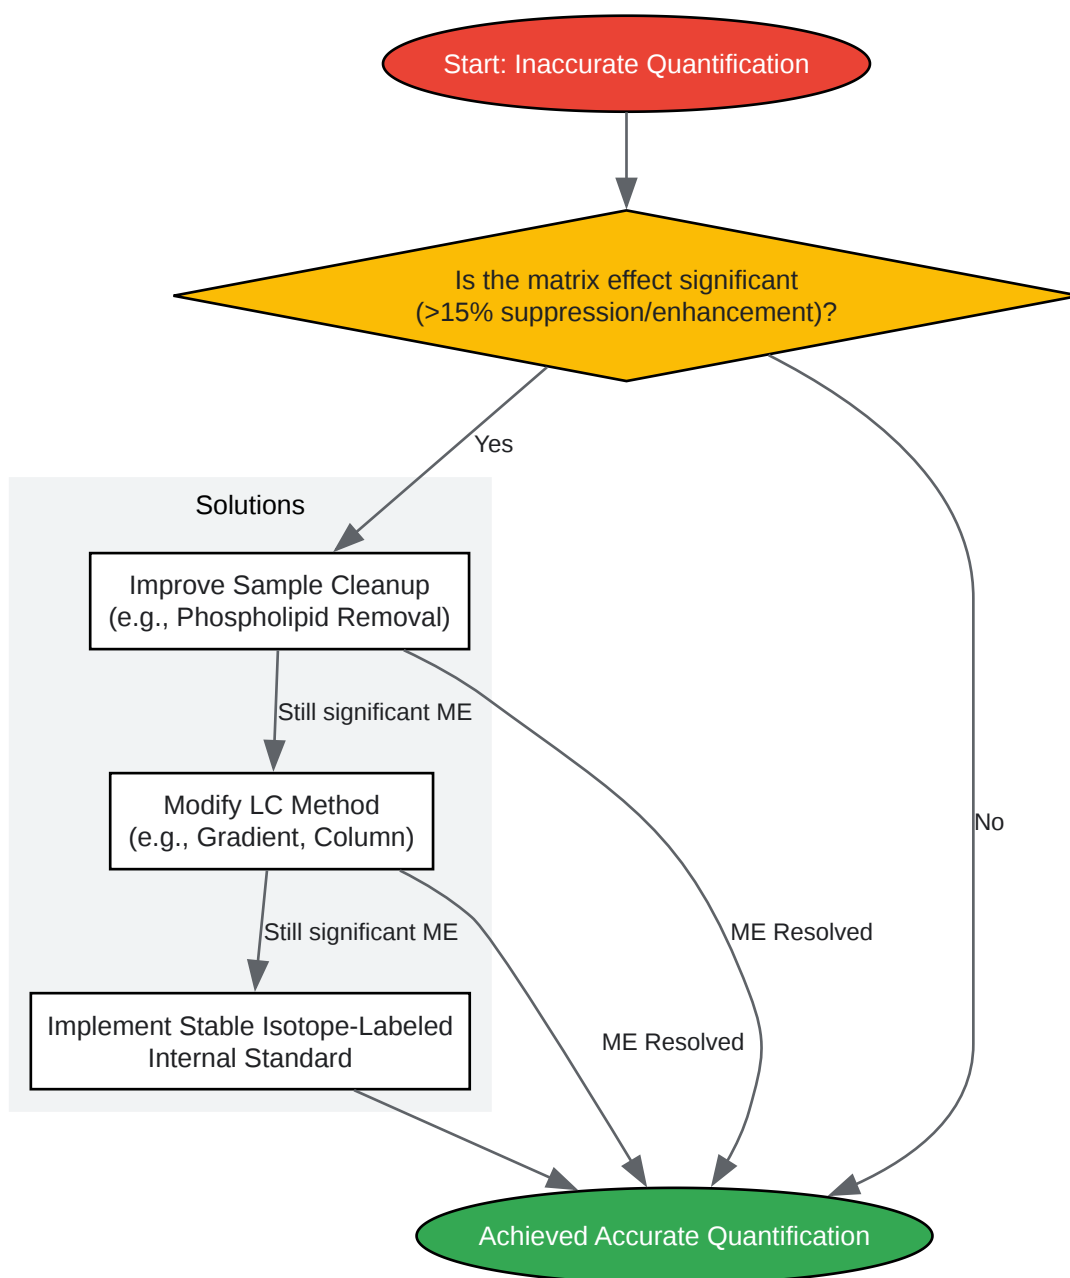 Start: Inaccurate Quantification
Is the matrix effect significant
(>15% suppression/enhancement)?
Yes
Solutions
Improve Sample Cleanup
(e.g., Phospholipid Removal)
Still significant ME
Modify LC Method
(e.g., Gradient, Column)
No
Still significant ME
ME Resolved
Implement Stable Isotope-Labeled
Internal Standard
ME Resolved
Achieved Accurate Quantification